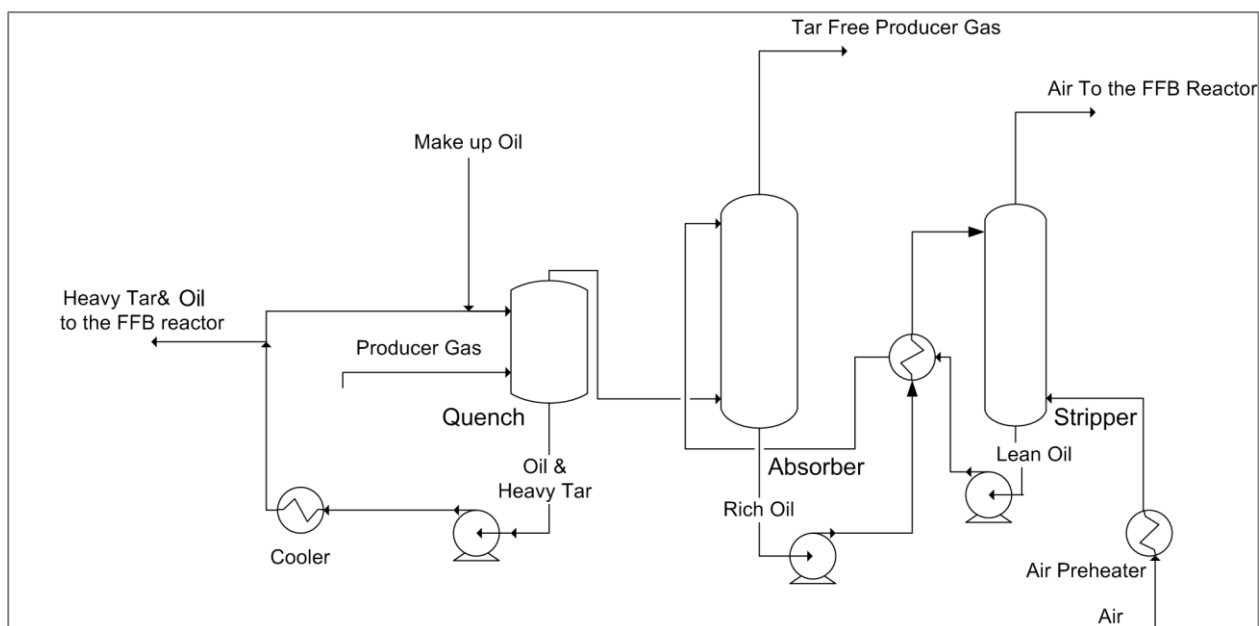 Tar Free Producer Gas
Air To the FFB Reactor
Make up Oil
Heavy Tar& Oil
to the FFB reactor
Producer Gas
Quench
Stripper
Oil &
Heavy Tar
Absorber
Lean Oil
Rich Oil
Cooler
Air Preheater
Air